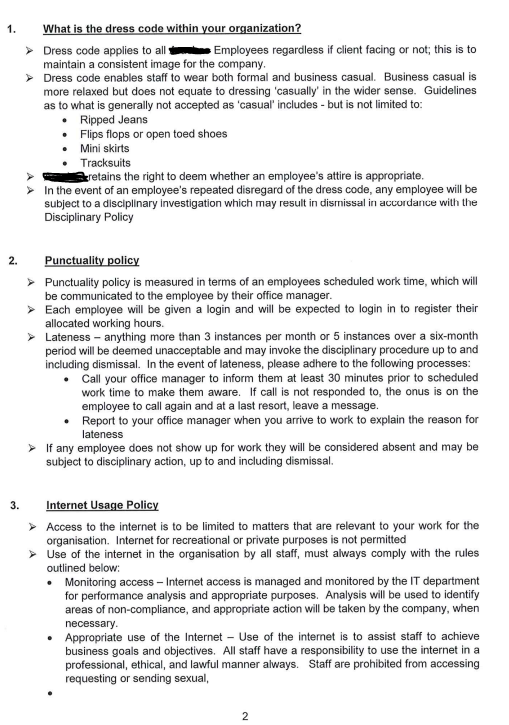 1. What is the dress code within your organization?
➢ Dress code applies to all Employees regardless if client facing or not; this is to
maintain a consistent image for the company.
➢ Dress code enables staff to wear both formal and business casual. Business casual is
more relaxed but does not equate to dressing 'casually' in the wider sense. Guidelines
as to what is generally not accepted as 'casual' includes - but is not limited to:
• Ripped Jeans
• Flips flops or open toed shoes
• Mini skirts
• Tracksuits
➢ retains the right to deem whether an employee's attire is appropriate.
➢ In the event of an employee's repeated disregard of the dress code, any employee will be
subject to a disciplinary investigation which may result in dismissal in accordance with the
Disciplinary Policy
2. Punctuality policy
➢ Punctuality policy is measured in terms of an employees scheduled work time, which will
be communicated to the employee by their office manager.
➢ Each employee will be given a login and will be expected to login in to register their
allocated working hours.
➢ Lateness – anything more than 3 instances per month or 5 instances over a six-month
period will be deemed unacceptable and may invoke the disciplinary procedure up to and
including dismissal. In the event of lateness, please adhere to the following processes:
• Call your office manager to inform them at least 30 minutes prior to scheduled
work time to make them aware. If call is not responded to, the onus is on the
employee to call again and at a last resort, leave a message.
• Report to your office manager when you arrive to work to explain the reason for
lateness
➢ If any employee does not show up for work they will be considered absent and may be
subject to disciplinary action, up to and including dismissal.
3. Internet Usage Policy
➢ Access to the internet is to be limited to matters that are relevant to your work for the
organisation. Internet for recreational or private purposes is not permitted
➢ Use of the internet in the organisation by all staff, must always comply with the rules
outlined below:
• Monitoring access – Internet access is managed and monitored by the IT department
for performance analysis and appropriate purposes. Analysis will be used to identify
areas of non-compliance, and appropriate action will be taken by the company, when
necessary.
• Appropriate use of the Internet – Use of the internet is to assist staff to achieve
business goals and objectives. All staff have a responsibility to use the internet in a
professional, ethical, and lawful manner always. Staff are prohibited from accessing
requesting or sending sexual,
•
2